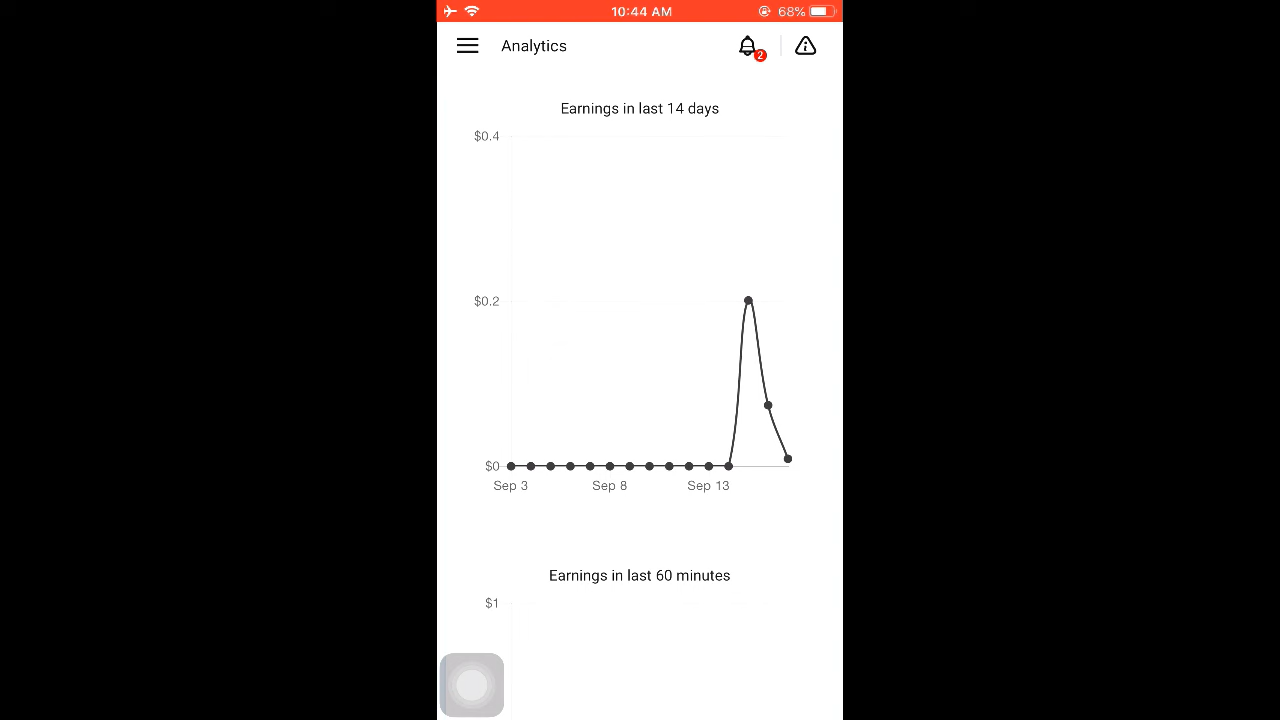 10:44 AM
68%
Analytics
2
Earnings in last 14 days
$0.4
$0.2
$0
Sep 3 Sep 8 Sep 13
Earnings in last 60 minutes
$1